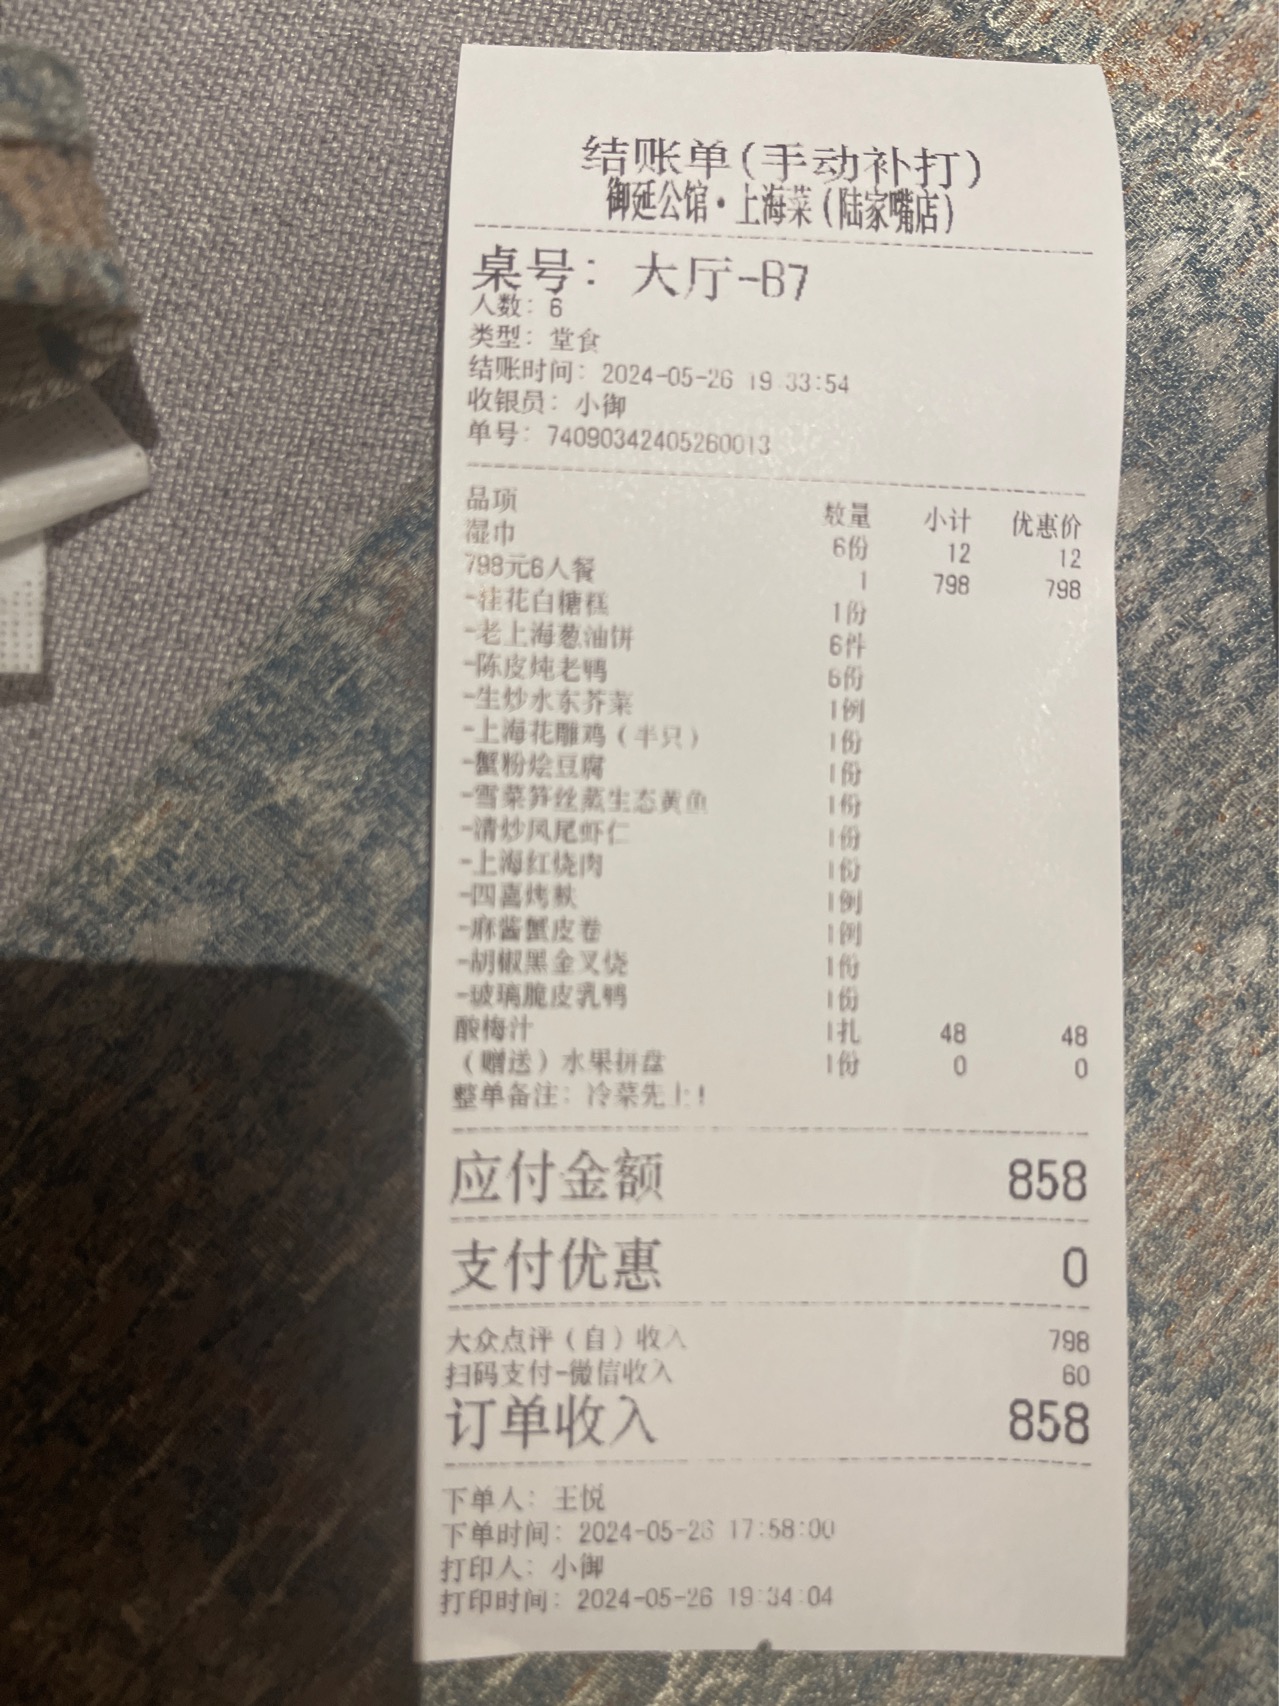 结账单(手动补打)
御延公馆·上海菜(陆家嘴店)
桌号: 大厅-B7
人数: 6
类型: 堂食
结账时间: 2024-05-26 19:33:54
收银员: 小御
单号: 74090342405260013
品项 数量 小计 优惠价
湿巾 6份 12 12
798元6人餐 1 798 798
-桂花白糖糕 1份
-老上海葱油饼 6件
-陈皮炖老鸭 6份
-生炒水东芥菜 1例
-上海花雕鸡(半只) 1份
-蟹粉烩豆腐 1份
-雪菜笋丝蒸生态黄鱼 1份
-清炒凤尾虾仁 1份
-上海红烧肉 1份
-四喜烤麸 1例
-麻酱蟹皮卷 1例
-胡椒黑金叉烧 1份
-玻璃脆皮乳鸭 1份
酸梅汁 1扎 48 48
(赠送)水果拼盘 1份 0 0
整单备注: 冷菜先上!
应付金额 858
支付优惠 0
大众点评(自)收入 798
扫码支付-微信收入 60
订单收入 858
下单人: 王悦
下单时间: 2024-05-26 17:58:00
打印人: 小御
打印时间: 2024-05-26 19:34:04